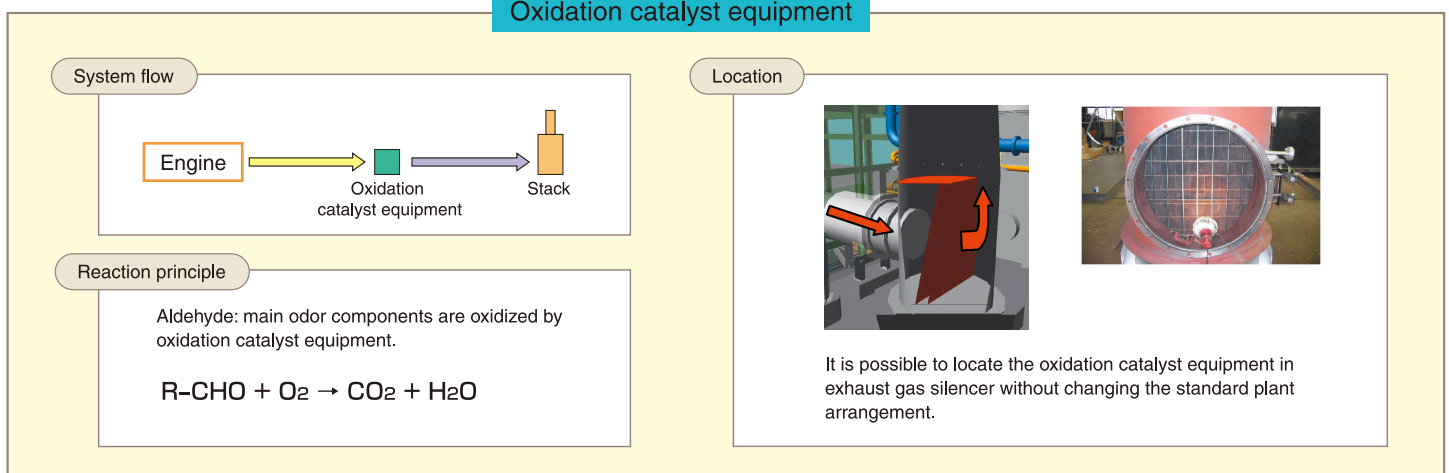 Oxidation catalyst equipment
System flow
Engine
Oxidation
catalyst equipment
Stack
Reaction principle
Aldehyde: main odor components are oxidized by
oxidation catalyst equipment.
R–CHO + O2 → CO2 + H2O
Location
It is possible to locate the oxidation catalyst equipment in
exhaust gas silencer without changing the standard plant
arrangement.